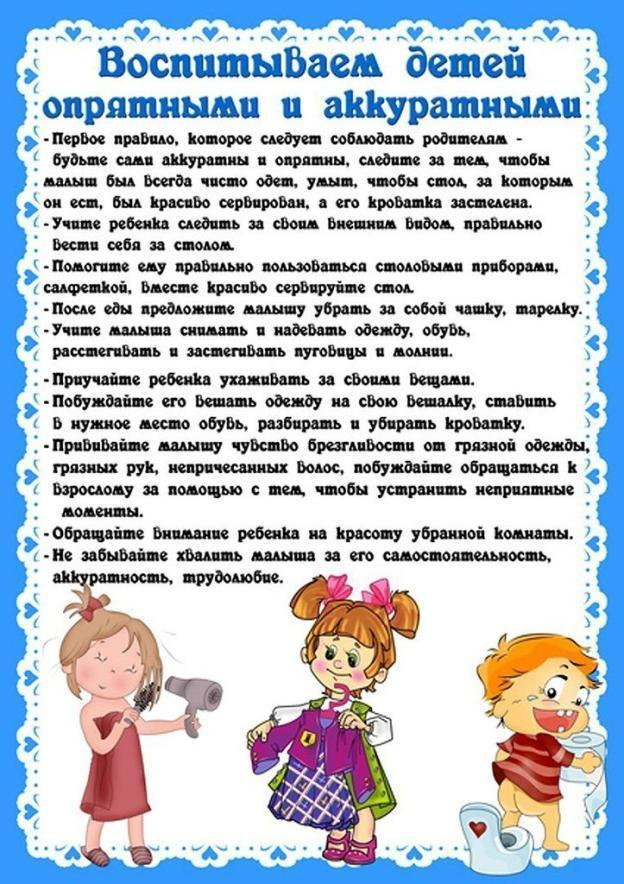 Воспитываем детей
опрятными и аккуратными
- Первое правило, которое следует соблюдать родителям -
будьте сами аккуратны и опрятны, следите за тем, чтобы
малыш был всегда чисто одет, умыт, чтобы стол, за которым
он ест, был красиво сервирован, а его кроватка застелена.
- Учите ребенка следить за своим внешним видом, правильно
вести себя за столом.
- Помогите ему правильно пользоваться столовыми приборами,
салфеткой, вместе красиво сервируйте стол.
- После еды предложите малышу убрать за собой чашку, тарелку.
- Учите малыша снимать и надевать одежду, обувь,
расстегивать и застегивать пуговицы и молнии.
- Приучайте ребенка ухаживать за своими вещами.
- Побуждайте его вешать одежду на свою вешалку, ставить
в нужное место обувь, разбирать и убирать кроватку.
- Прививайте малышу чувство брезгливости от грязной одежды,
грязных рук, непричесанных волос, побуждайте обращаться к
взрослому за помощью с тем, чтобы устранить неприятные
моменты.
- Обращайте внимание ребенка на красоту убранной комнаты.
- Не забывайте хвалить малыша за его самостоятельность,
аккуратность, трудолюбие.